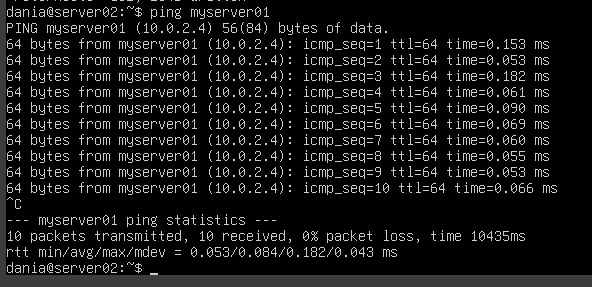 dania@server02:~$ ping myserver01
PING myserver01 (10.0.2.4) 56(84) bytes of data.
64 bytes from myserver01 (10.0.2.4): icmp_seq=1 ttl=64 time=0.153 ms
64 bytes from myserver01 (10.0.2.4): icmp_seq=2 ttl=64 time=0.053 ms
64 bytes from myserver01 (10.0.2.4): icmp_seq=3 ttl=64 time=0.182 ms
64 bytes from myserver01 (10.0.2.4): icmp_seq=4 ttl=64 time=0.061 ms
64 bytes from myserver01 (10.0.2.4): icmp_seq=5 ttl=64 time=0.090 ms
64 bytes from myserver01 (10.0.2.4): icmp_seq=6 ttl=64 time=0.069 ms
64 bytes from myserver01 (10.0.2.4): icmp_seq=7 ttl=64 time=0.060 ms
64 bytes from myserver01 (10.0.2.4): icmp_seq=8 ttl=64 time=0.055 ms
64 bytes from myserver01 (10.0.2.4): icmp_seq=9 ttl=64 time=0.053 ms
64 bytes from myserver01 (10.0.2.4): icmp_seq=10 ttl=64 time=0.066 ms
^C
--- myserver01 ping statistics ---
10 packets transmitted, 10 received, 0% packet loss, time 10435ms
rtt min/avg/max/mdev = 0.053/0.084/0.182/0.043 ms
dania@server02:~$ _